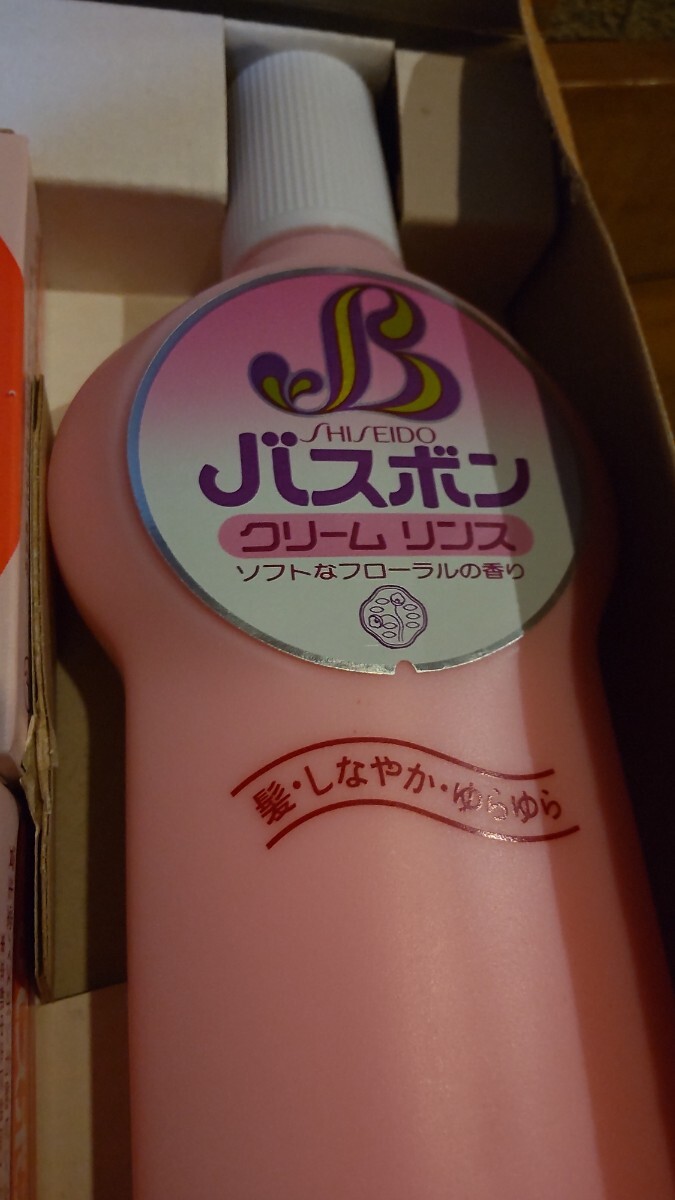 SHISEIDO
バスボン
クリーム リンス
ソフトなフローラルの香り
髪・しなやか・ゆらゆら